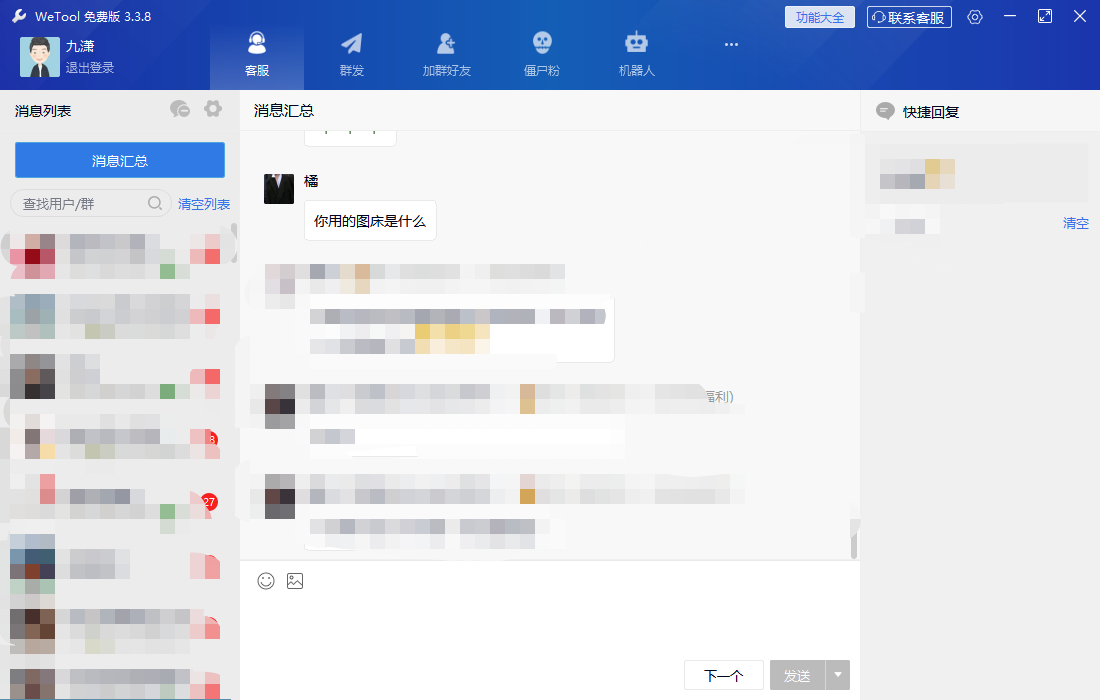 WeTool 免费版 3.3.8
功能大全
联系客服
九潇
退出登录
客服
群发
加群好友
僵尸粉
机器人
消息列表
消息汇总
查找用户/群
清空列表
27
消息汇总
橘
你用的图床是什么
福利)
下一个
发送
快捷回复
清空